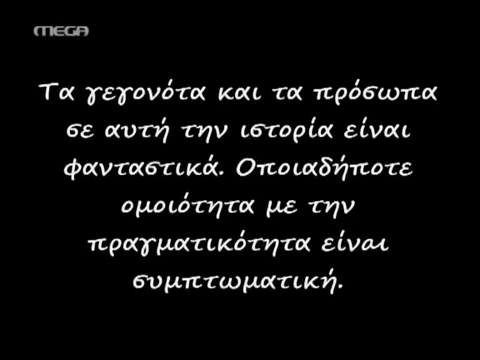 MEGA
Τα γεγονότα και τα πρόσωπα
σε αυτή την ιστορία είναι
φανταστικά. Οποιαδήποτε
ομοιότητα με την
πραγματικότητα είναι
συμπτωματική.